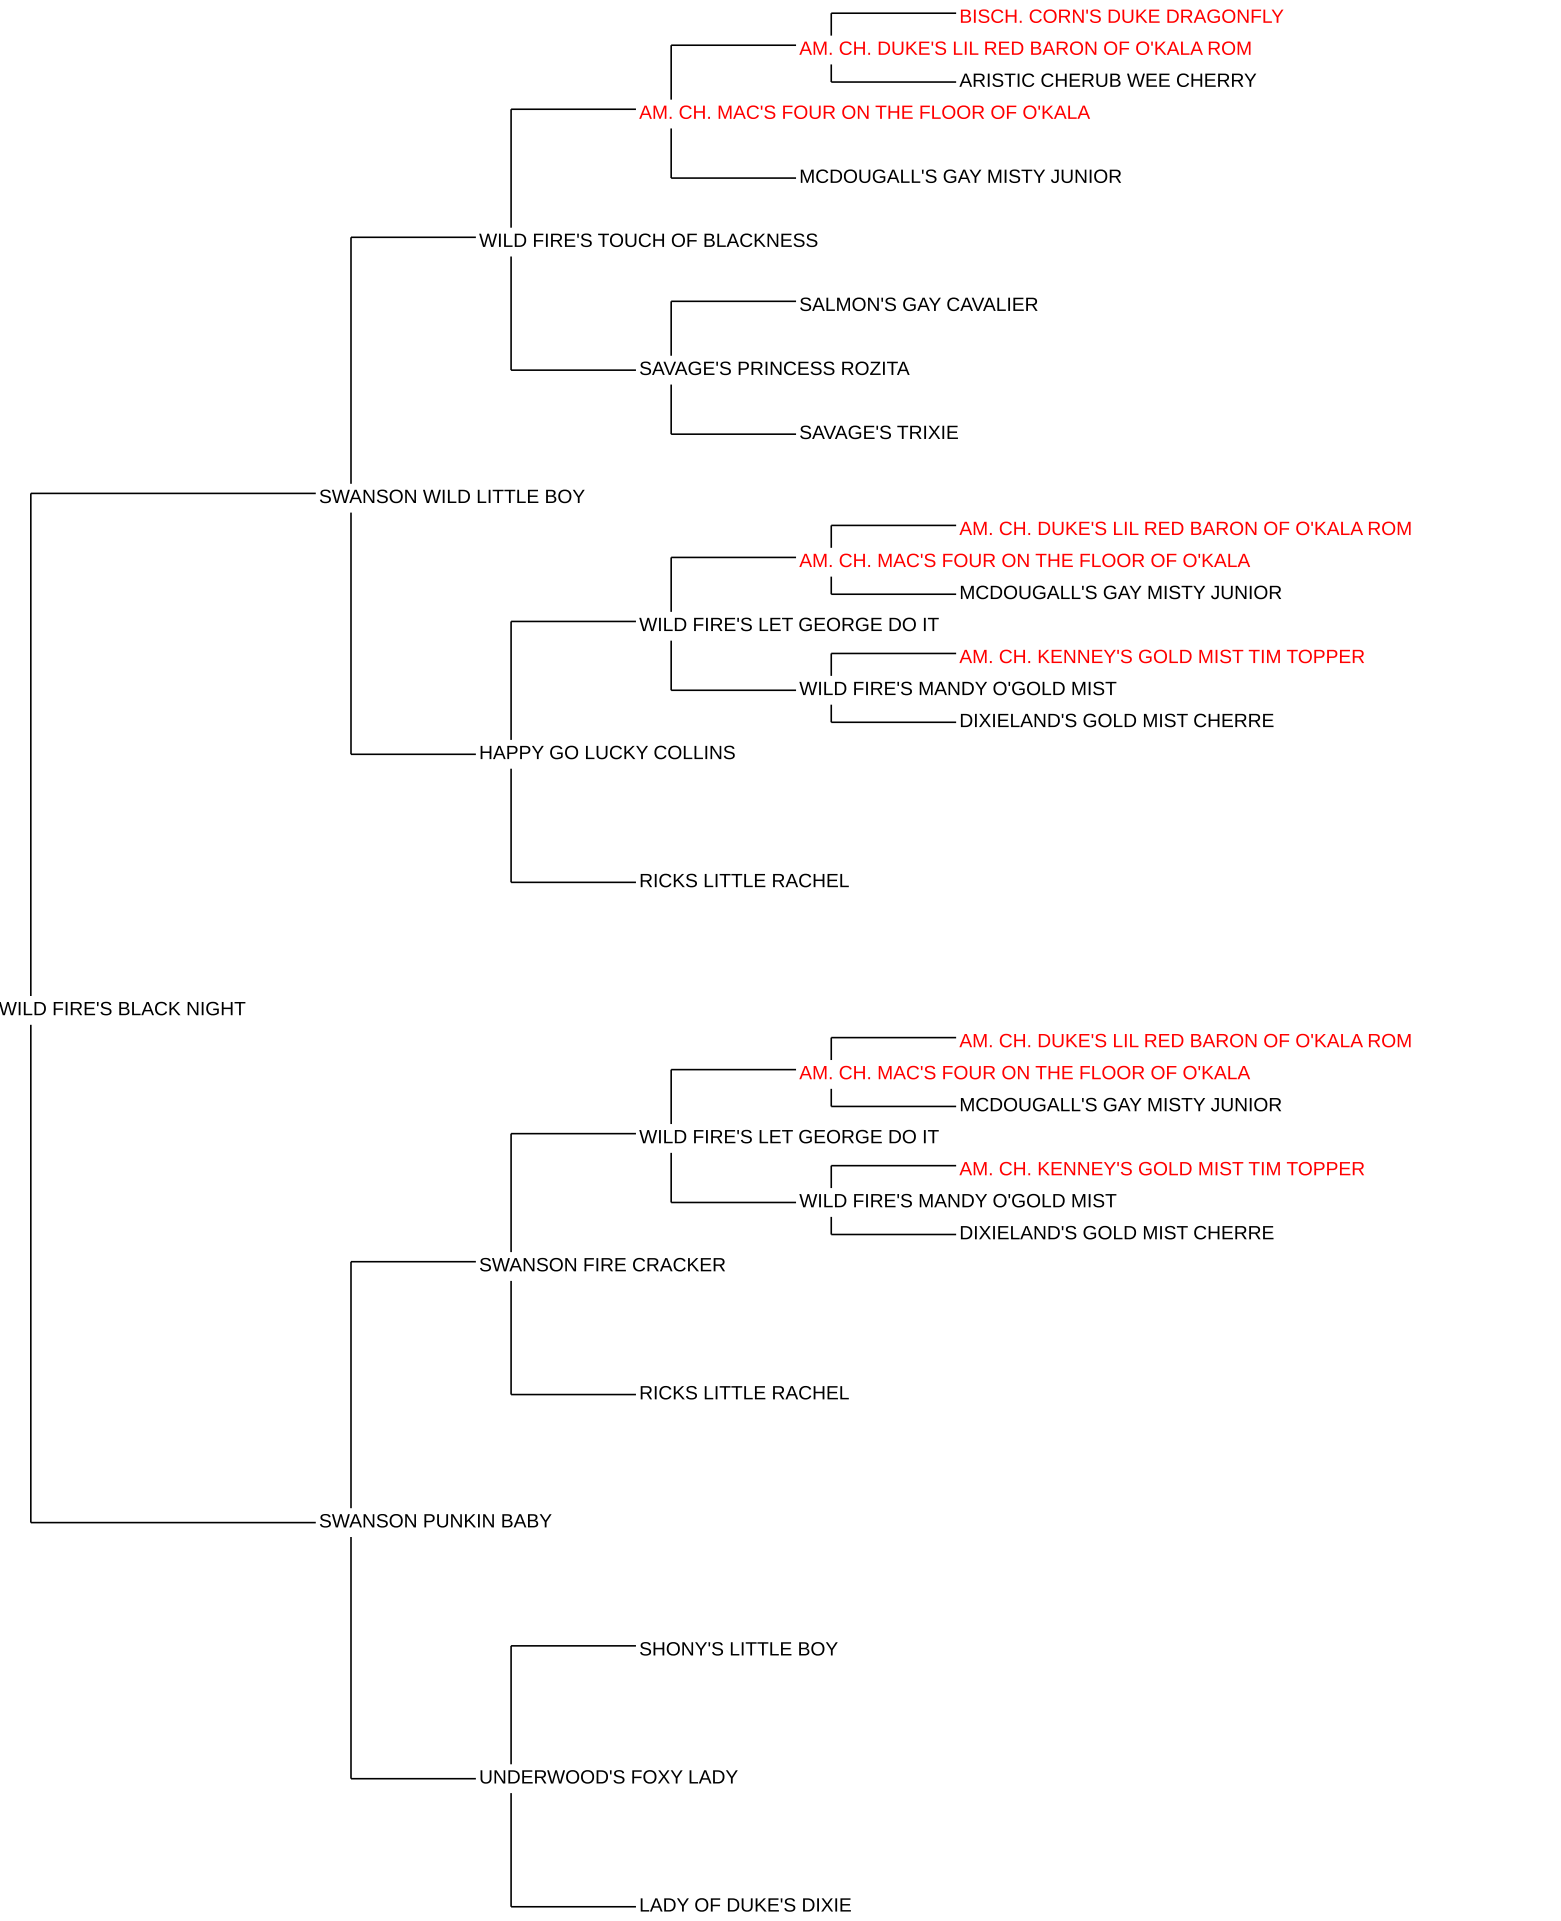 BISCH. CORN'S DUKE DRAGONFLY
AM. CH. DUKE'S LIL RED BARON OF O'KALA ROM
ARISTIC CHERUB WEE CHERRY
AM. CH. MAC'S FOUR ON THE FLOOR OF O'KALA
MCDOUGALL'S GAY MISTY JUNIOR
WILD FIRE'S TOUCH OF BLACKNESS
SALMON'S GAY CAVALIER
SAVAGE'S PRINCESS ROZITA
SAVAGE'S TRIXIE
SWANSON WILD LITTLE BOY
AM. CH. DUKE'S LIL RED BARON OF O'KALA ROM
AM. CH. MAC'S FOUR ON THE FLOOR OF O'KALA
MCDOUGALL'S GAY MISTY JUNIOR
WILD FIRE'S LET GEORGE DO IT
AM. CH. KENNEY'S GOLD MIST TIM TOPPER
WILD FIRE'S MANDY O'GOLD MIST
DIXIELAND'S GOLD MIST CHERRE
HAPPY GO LUCKY COLLINS
RICKS LITTLE RACHEL
WILD FIRE'S BLACK NIGHT
AM. CH. DUKE'S LIL RED BARON OF O'KALA ROM
AM. CH. MAC'S FOUR ON THE FLOOR OF O'KALA
MCDOUGALL'S GAY MISTY JUNIOR
WILD FIRE'S LET GEORGE DO IT
AM. CH. KENNEY'S GOLD MIST TIM TOPPER
WILD FIRE'S MANDY O'GOLD MIST
DIXIELAND'S GOLD MIST CHERRE
SWANSON FIRE CRACKER
RICKS LITTLE RACHEL
SWANSON PUNKIN BABY
SHONY'S LITTLE BOY
UNDERWOOD'S FOXY LADY
LADY OF DUKE'S DIXIE